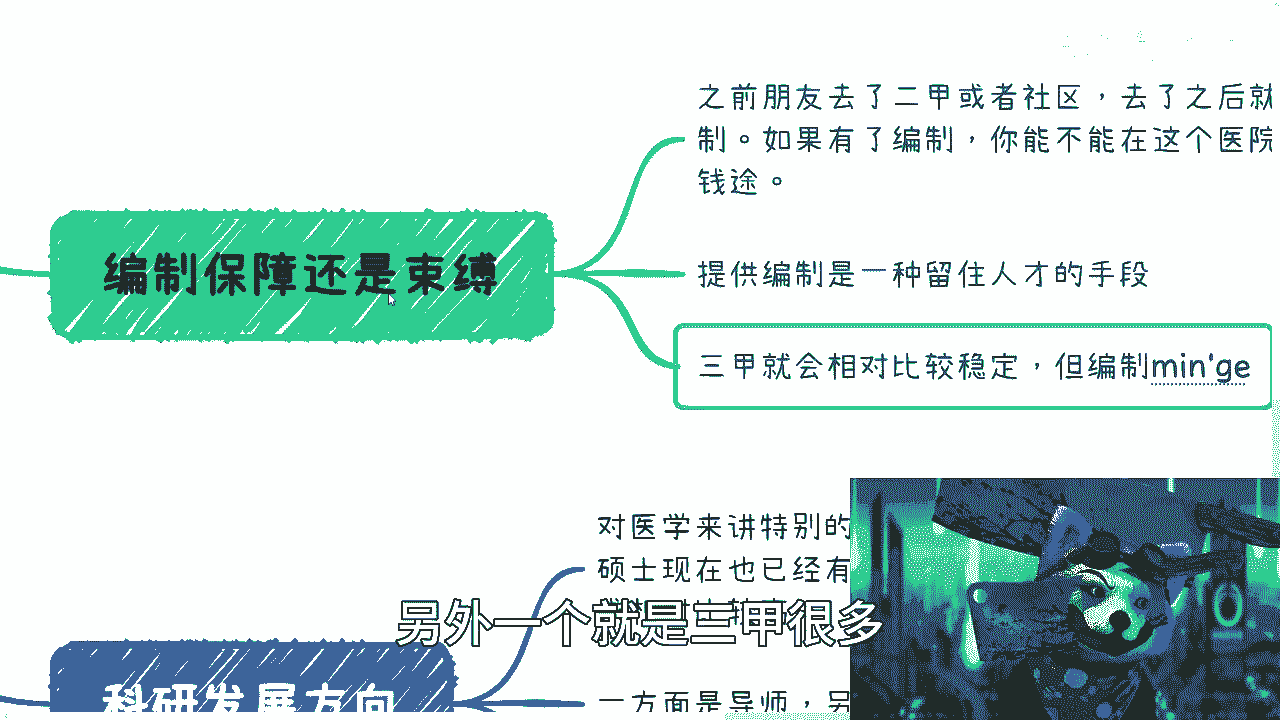 之前朋友去了二甲或者社区，去了之后就
制。如果有了编制，你能不能在这个医院
钱途。
编制保障还是束缚
提供编制是一种留住人才的手段
三甲就会相对比较稳定，但编制min'ge
对医学来讲特别的
硕士现在也已经有
另外一个就是三甲很多
科研发展方向
一方面是导师，另